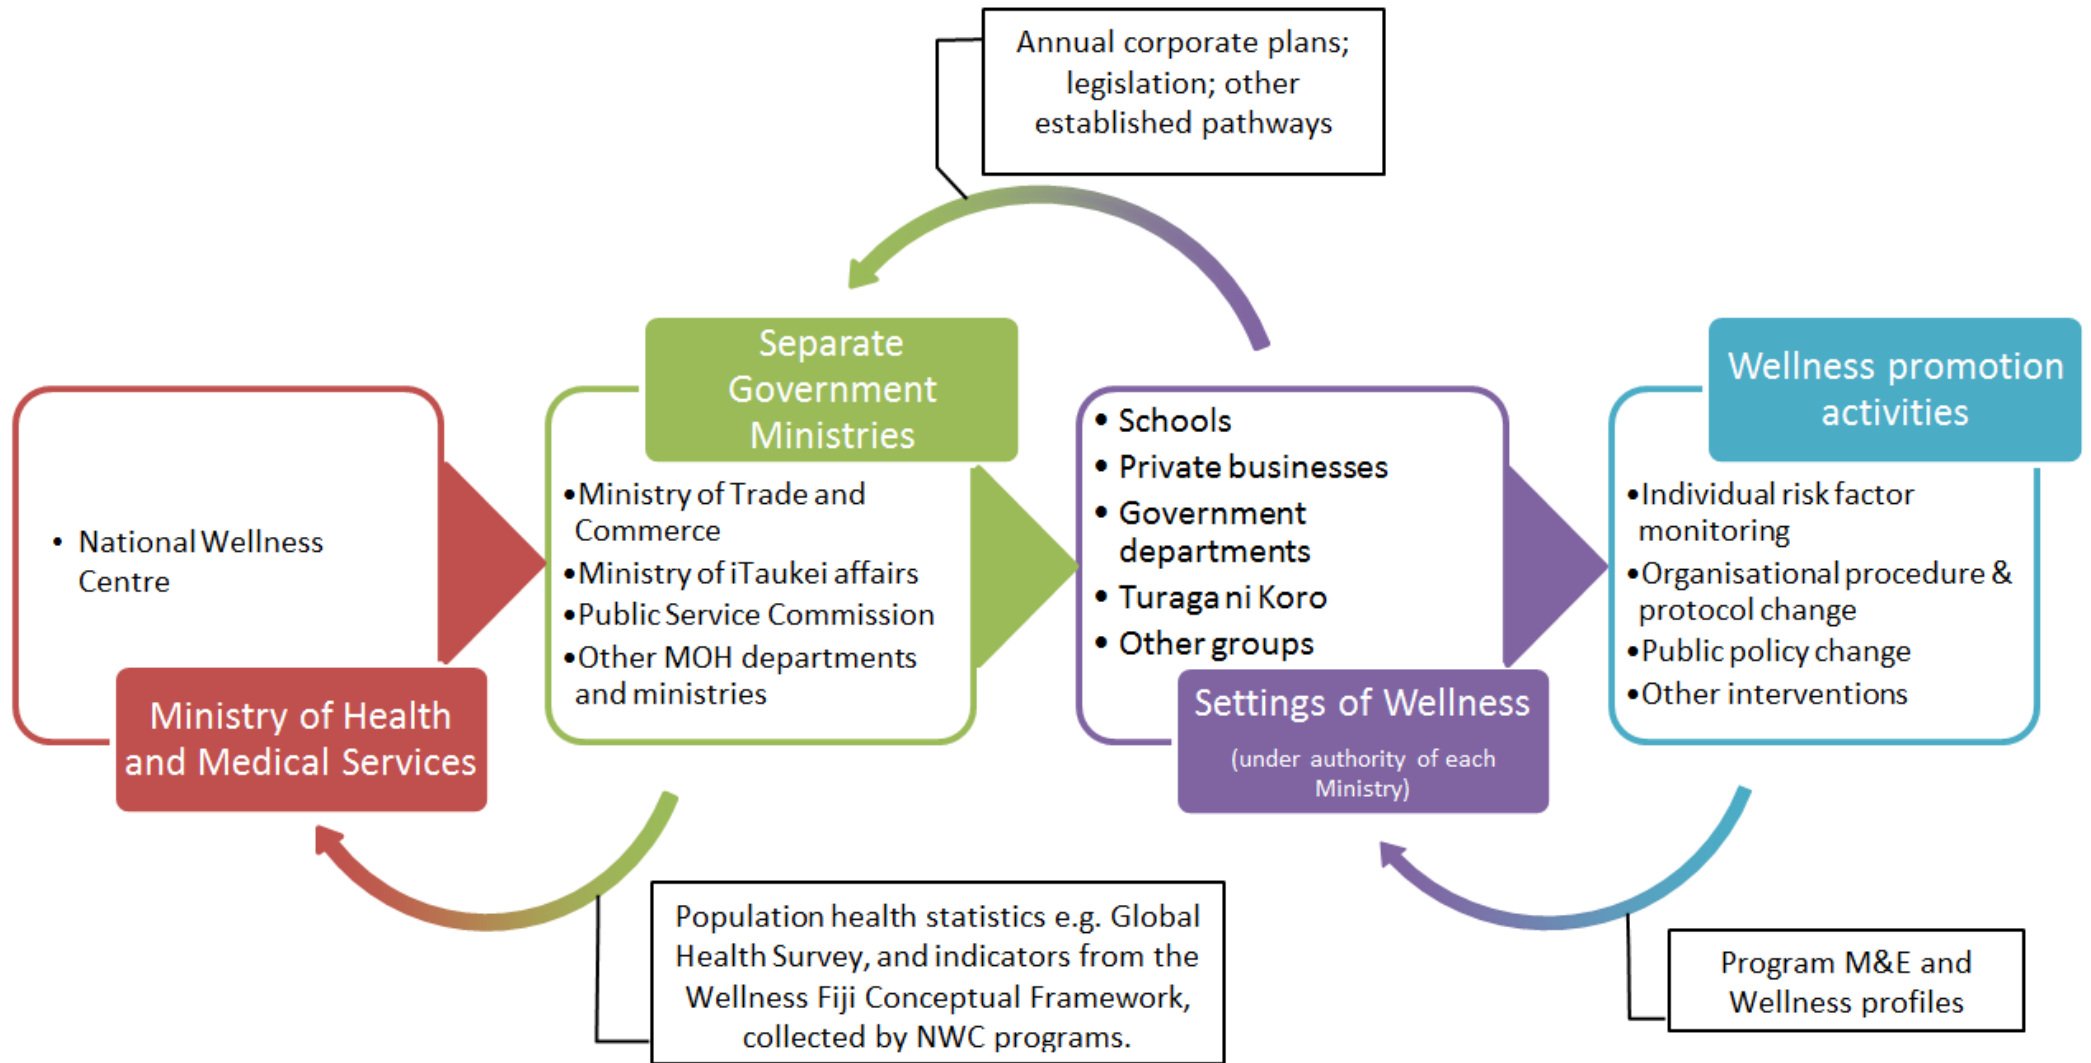 Annual corporate plans;
legislation; other
established pathways
Separate
Government
Ministries
Wellness promotion
activities
• National Wellness
Centre
Ministry of Health
and Medical Services
•Ministry of Trade and
Commerce
•Ministry of iTaukei affairs
•Public Service Commission
•Other MOH departments
and ministries
• Schools
• Private businesses
• Government
departments
• Turaga ni Koro
• Other groups
Settings of Wellness
(under authority of each
Ministry)
•Individual risk factor
monitoring
•Organisational procedure &
protocol change
•Public policy change
•Other interventions
Population health statistics e.g. Global
Health Survey, and indicators from the
Wellness Fiji Conceptual Framework,
collected by NWC programs.
Program M&E and
Wellness profiles